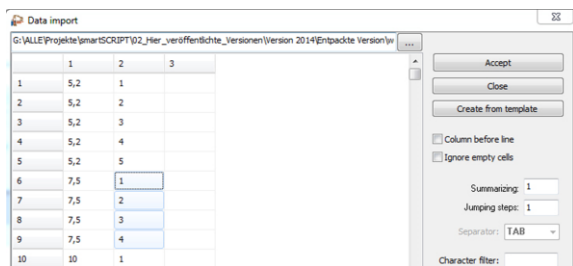 Data import
G:\ALLE\Projekte\smartSCRIPT\02_Hier_veröffentlichte_Versionen\Version 2014\Entpackte Version\w ...
1 2 3
1 5,2 1
2 5,2 2
3 5,2 3
4 5,2 4
5 5,2 5
6 7,5 1
7 7,5 2
8 7,5 3
9 7,5 4
10 10 1
Accept
Close
Create from template
Column before line
Ignore empty cells
Summarizing: 1
Jumping steps: 1
Separator: TAB
Character filter: